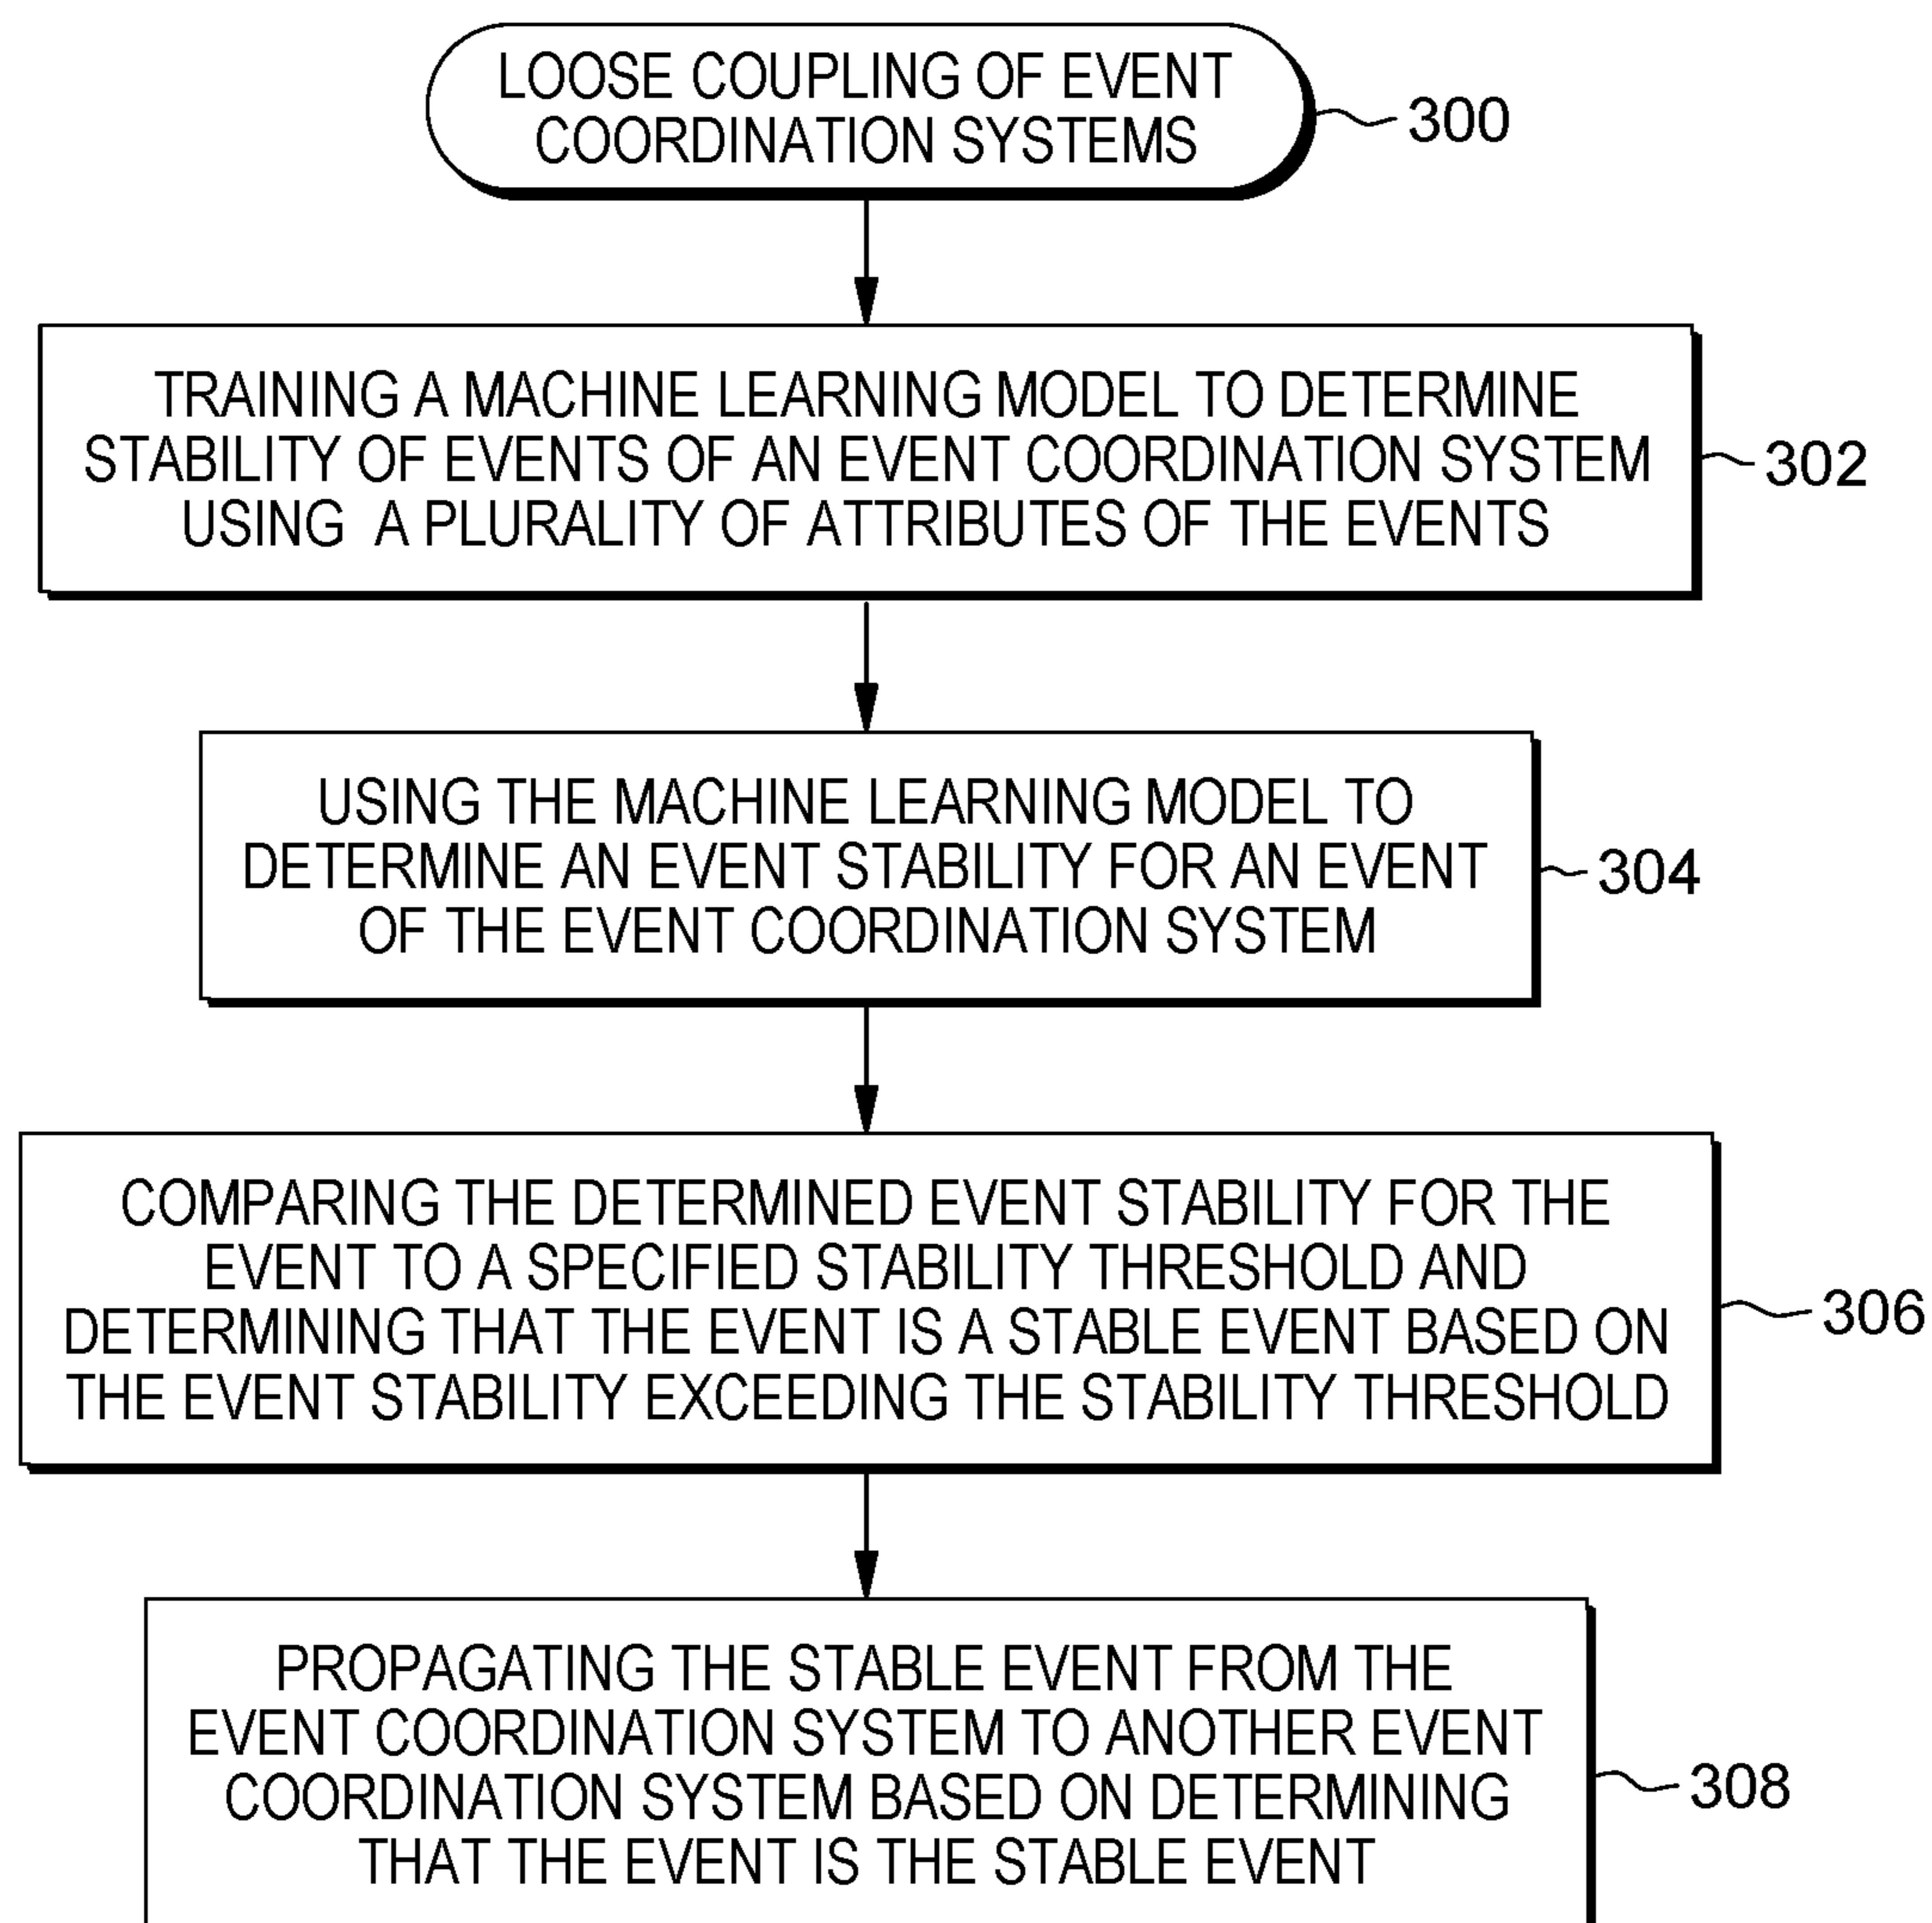 LOOSE COUPLING OF EVENT
COORDINATION SYSTEMS
300
TRAINING A MACHINE LEARNING MODEL TO DETERMINE
STABILITY OF EVENTS OF AN EVENT COORDINATION SYSTEM
USING A PLURALITY OF ATTRIBUTES OF THE EVENTS
302
USING THE MACHINE LEARNING MODEL TO
DETERMINE AN EVENT STABILITY FOR AN EVENT
OF THE EVENT COORDINATION SYSTEM
304
COMPARING THE DETERMINED EVENT STABILITY FOR THE
EVENT TO A SPECIFIED STABILITY THRESHOLD AND
DETERMINING THAT THE EVENT IS A STABLE EVENT BASED ON
THE EVENT STABILITY EXCEEDING THE STABILITY THRESHOLD
306
PROPAGATING THE STABLE EVENT FROM THE
EVENT COORDINATION SYSTEM TO ANOTHER EVENT
COORDINATION SYSTEM BASED ON DETERMINING
THAT THE EVENT IS THE STABLE EVENT
308